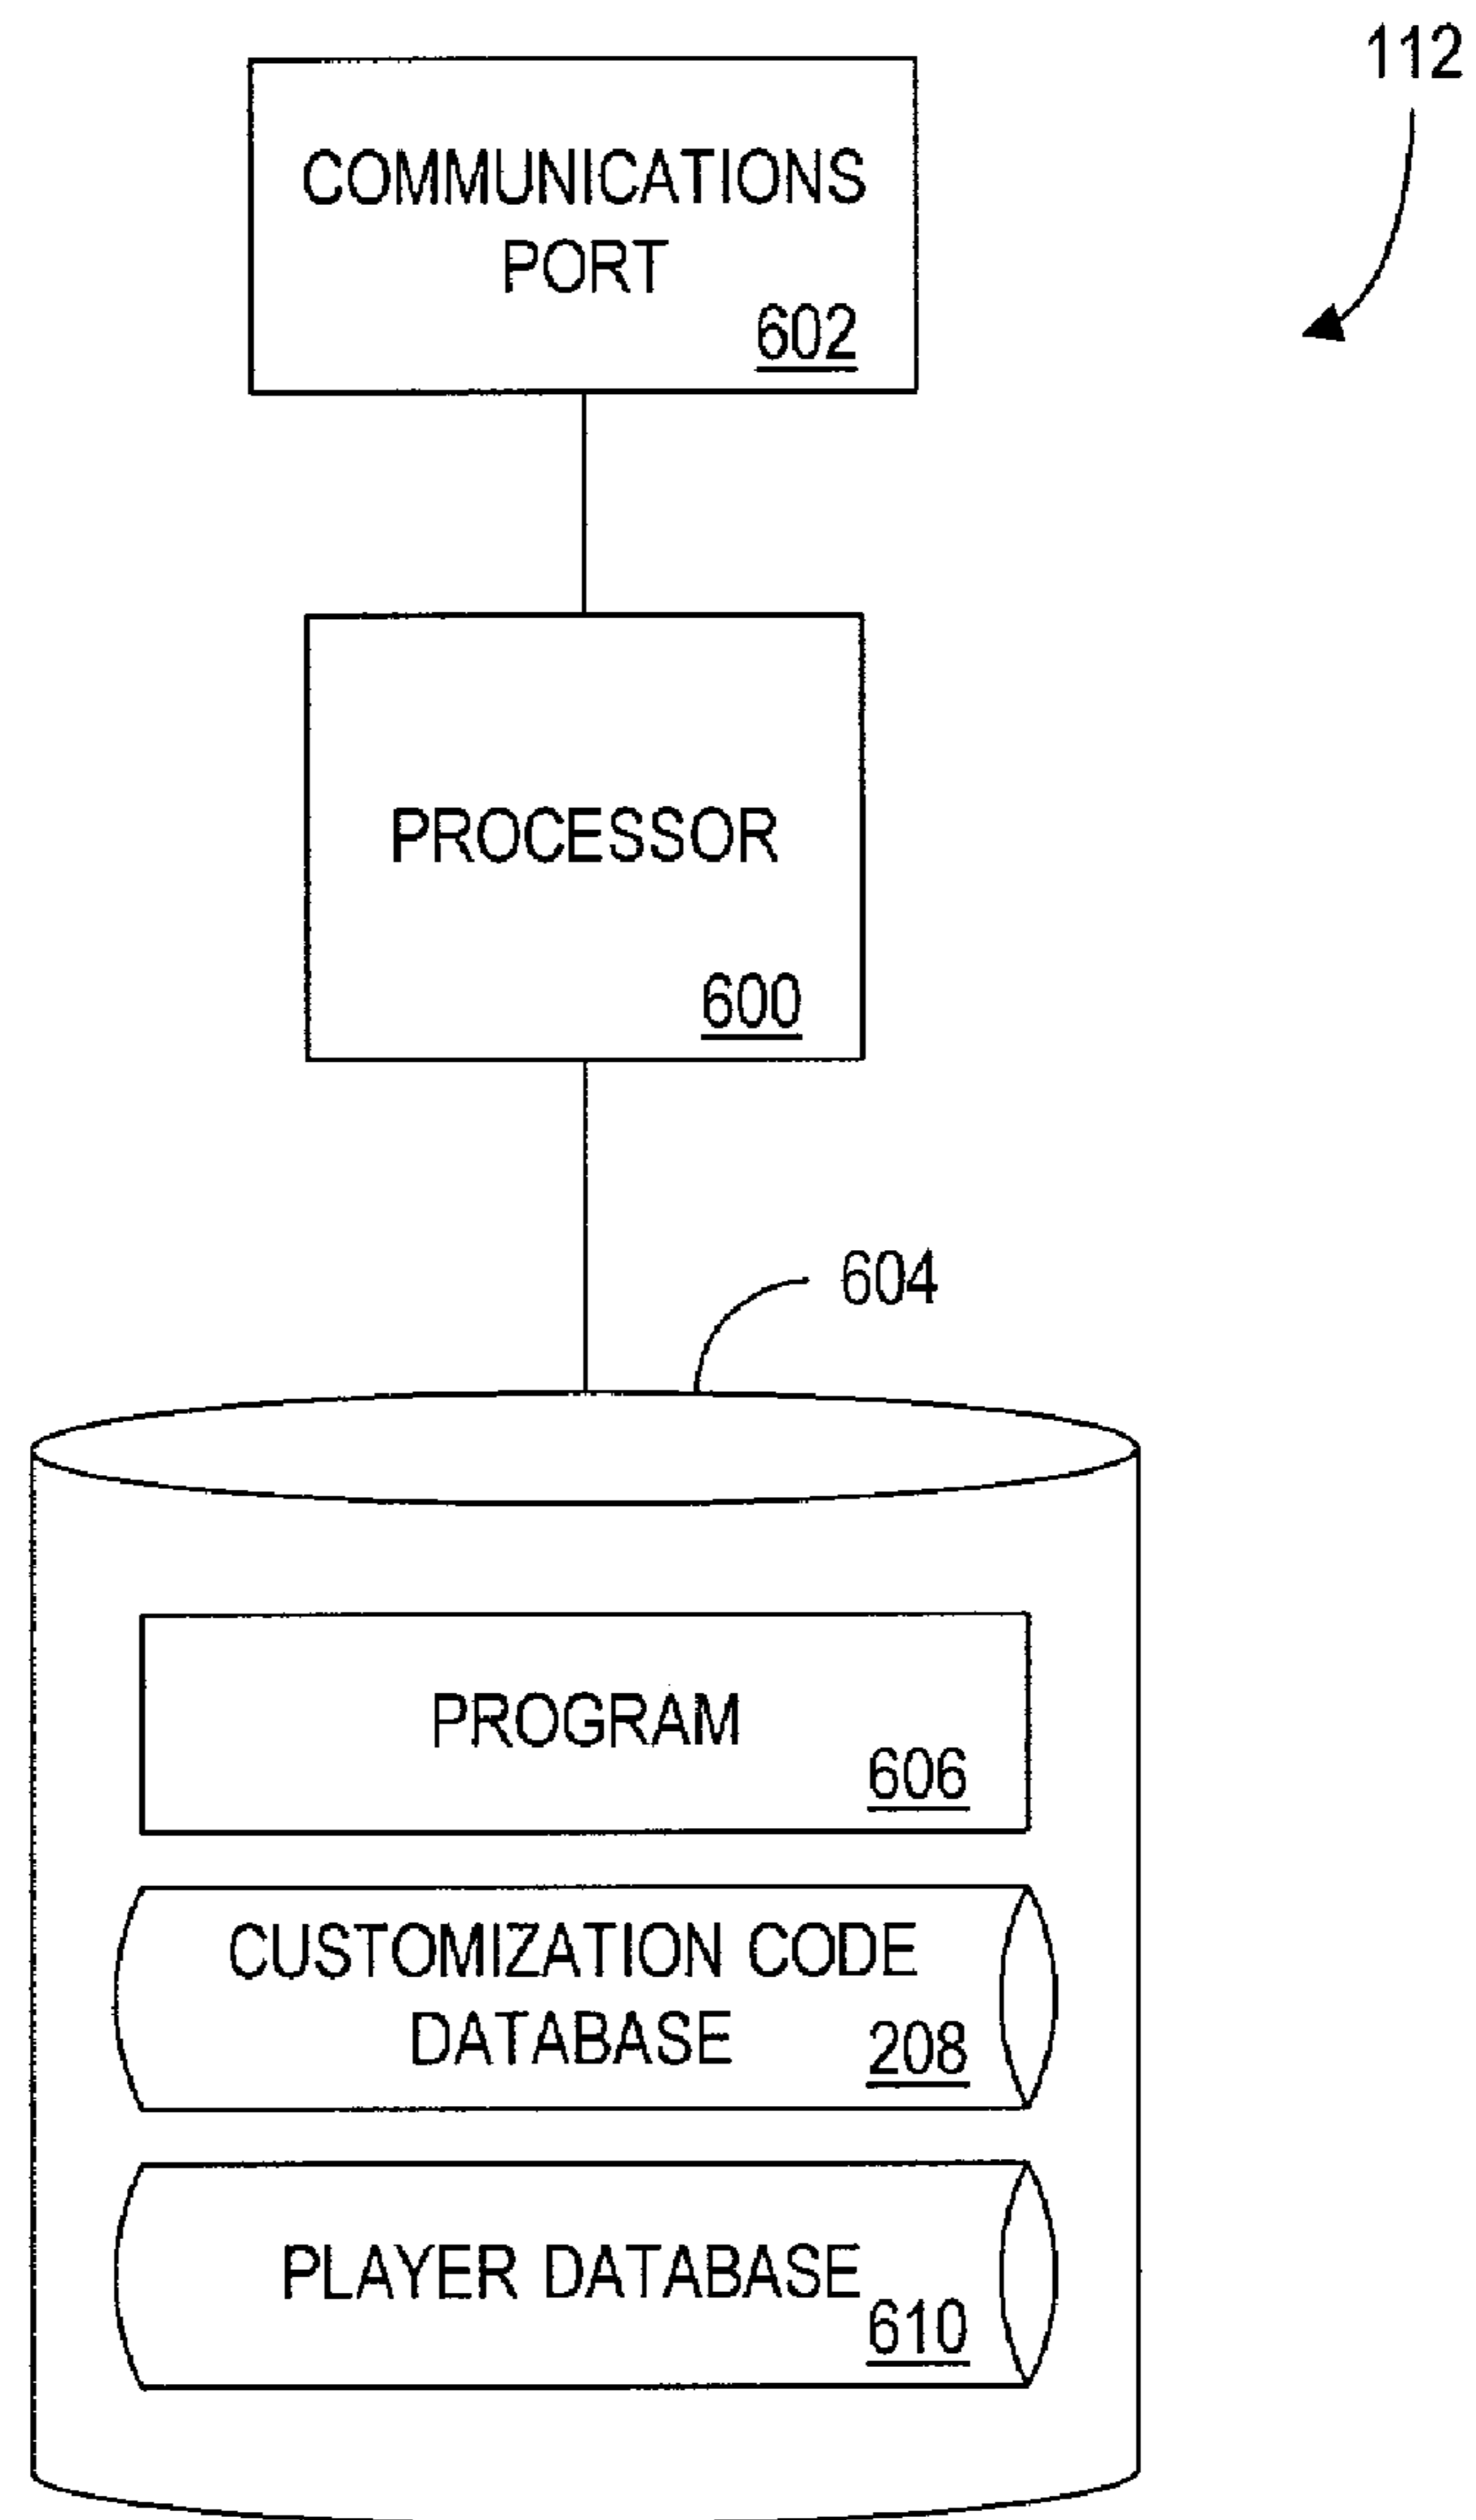 112
COMMUNICATIONS
PORT
602
PROCESSOR
600
604
PROGRAM
606
CUSTOMIZATION CODE
DATABASE
208
PLAYER DATABASE
610